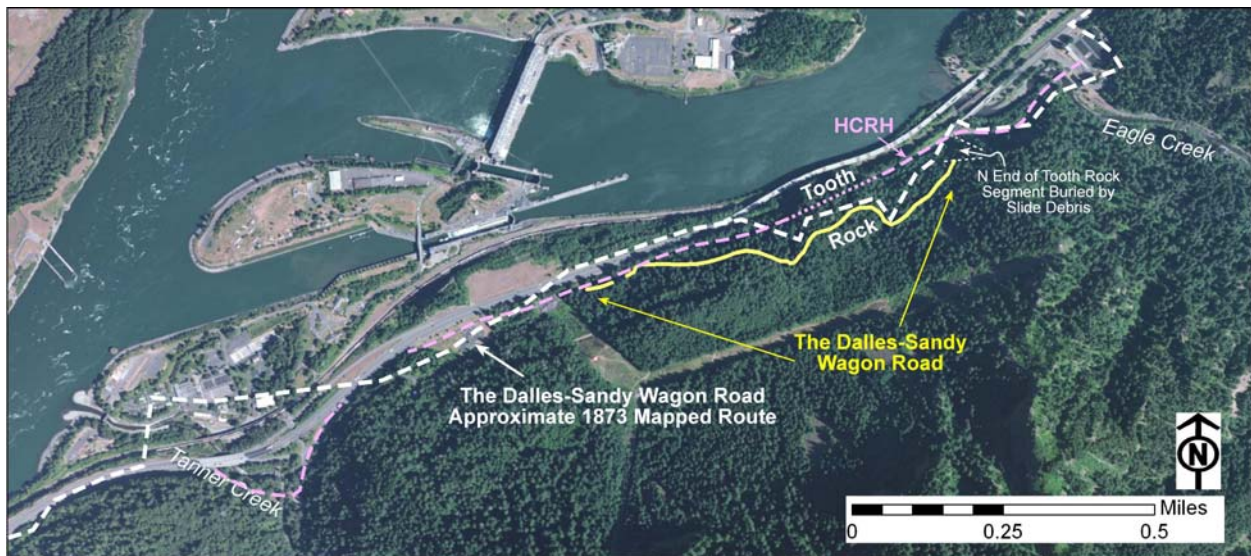 HCRH
Eagle Creek
Tooth
Rock
N End of Tooth Rock
Segment Buried by
Slide Debris
The Dalles-Sandy
Wagon Road
The Dalles-Sandy Wagon Road
Approximate 1873 Mapped Route
Tanner Creek
N
Miles
0
0.25
0.5